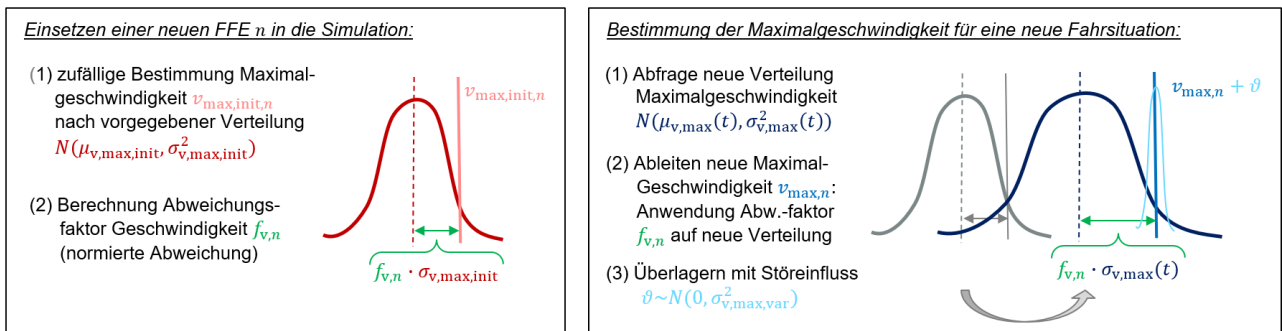 Einsetzen einer neuen FFE n in die Simulation:
(1) zufällige Bestimmung Maximal-
geschwindigkeit v_max,init,n
nach vorgegebener Verteilung
N(μ_v,max,init, σ²_v,max,init)
(2) Berechnung Abweichungs-
faktor Geschwindigkeit f_v,n
(normierte Abweichung)
v_max,init,n
f_v,n · σ_v,max,init
Bestimmung der Maximalgeschwindigkeit für eine neue Fahrsituation:
(1) Abfrage neue Verteilung
Maximalgeschwindigkeit
N(μ_v,max(t), σ²_v,max(t))
(2) Ableiten neue Maximal-
Geschwindigkeit v_max,n:
Anwendung Abw.-faktor
f_v,n auf neue Verteilung
(3) Überlagern mit Störeinfluss
ϑ~N(0, σ²_v,max,var)
v_max,n + ϑ
f_v,n · σ_v,max(t)